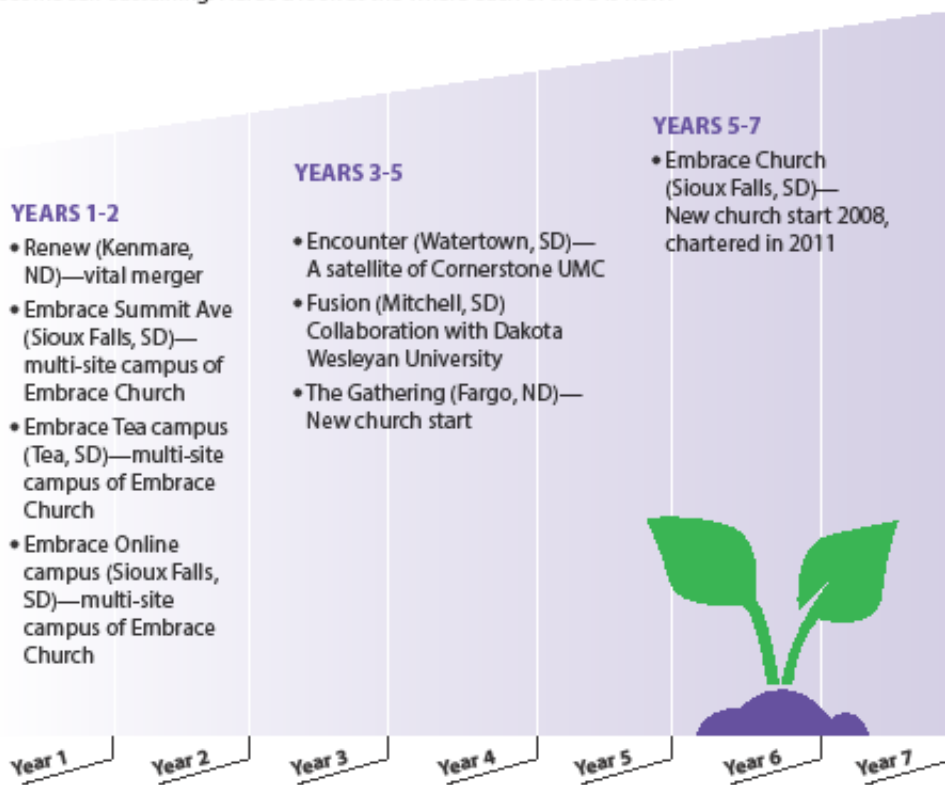 YEARS 1-2
• Renew (Kenmare,
ND)—vital merger
• Embrace Summit Ave
(Sioux Falls, SD)—
multi-site campus of
Embrace Church
• Embrace Tea campus
(Tea, SD)—multi-site
campus of Embrace
Church
• Embrace Online
campus (Sioux Falls,
SD)—multi-site
campus of Embrace
Church
YEARS 3-5
• Encounter (Watertown, SD)—
A satellite of Cornerstone UMC
• Fusion (Mitchell, SD)
Collaboration with Dakota
Wesleyan University
• The Gathering (Fargo, ND)—
New church start
YEARS 5-7
• Embrace Church
(Sioux Falls, SD)—
New church start 2008,
chartered in 2011
Year 1
Year 2
Year 3
Year 4
Year 5
Year 6
Year 7